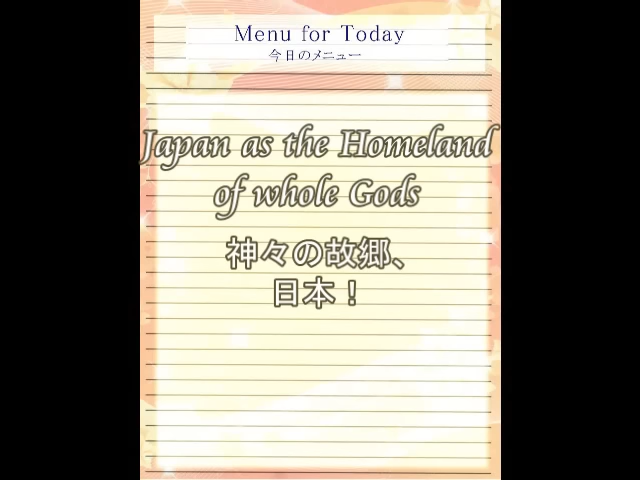 Menu for Today
今日のメニュー
Japan as the Homeland
of whole Gods
神々の故郷、
日本！